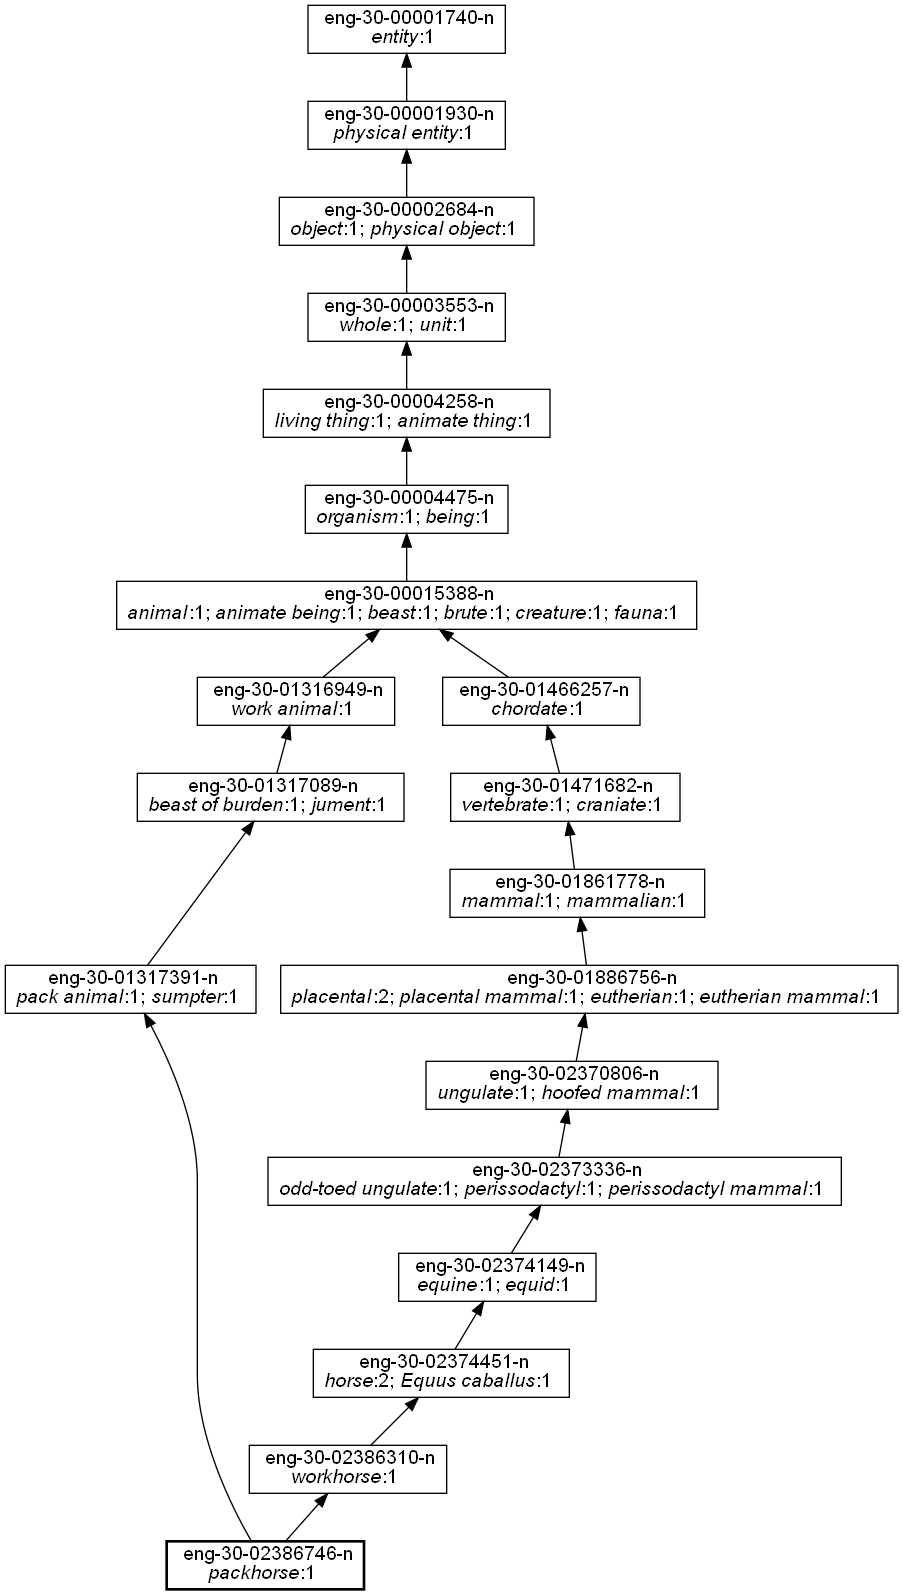 eng-30-00001740-n
entity:1
eng-30-00001930-n
physical entity:1
eng-30-00002684-n
object:1; physical object:1
eng-30-00003553-n
whole:1; unit:1
eng-30-00004258-n
living thing:1; animate thing:1
eng-30-00004475-n
organism:1; being:1
eng-30-00015388-n
animal:1; animate being:1; beast:1; brute:1; creature:1; fauna:1
eng-30-01316949-n
work animal:1
eng-30-01466257-n
chordate:1
eng-30-01317089-n
beast of burden:1; jument:1
eng-30-01471682-n
vertebrate:1; craniate:1
eng-30-01861778-n
mammal:1; mammalian:1
eng-30-01317391-n
pack animal:1; sumpter:1
eng-30-01886756-n
placental:2; placental mammal:1; eutherian:1; eutherian mammal:1
eng-30-02370806-n
ungulate:1; hoofed mammal:1
eng-30-02373336-n
odd-toed ungulate:1; perissodactyl:1; perissodactyl mammal:1
eng-30-02374149-n
equine:1; equid:1
eng-30-02374451-n
horse:2; Equus caballus:1
eng-30-02386310-n
workhorse:1
eng-30-02386746-n
packhorse:1